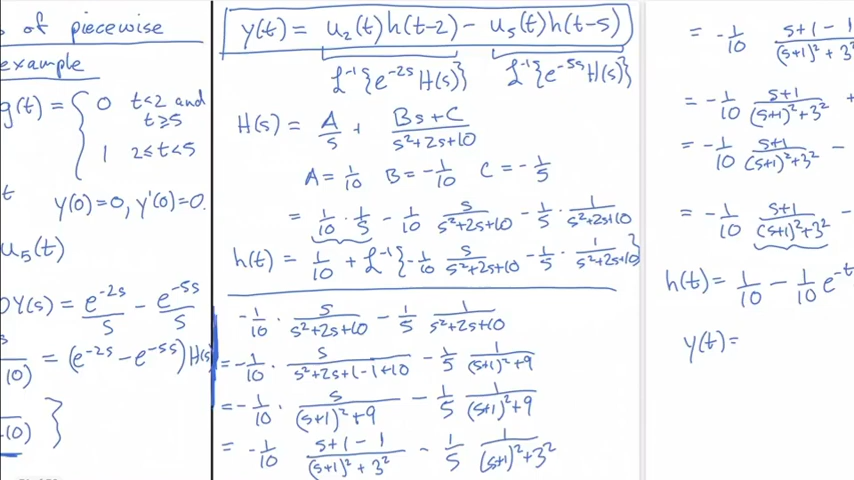 s of piecewise
example
g(t) = { 0 t<2 and t≥5
1 2≤t<5
t y(0)=0, y'(0)=0.
u₅(t)
Y(s) = e^{-2s}/s - e^{-5s}/s
10) = (e^{-2s} - e^{-5s})H(s)
10) }
y(t) = u₂(t)h(t-2) - u₅(t)h(t-5)
ℒ⁻¹{e^{-2s}H(s)} ℒ⁻¹{e^{-5s}H(s)}
H(s) = A/s + (Bs+C)/(s²+2s+10)
A = 1/10 B = -1/10 C = -1/5
= 1/10 · 1/s - 1/10 s/(s²+2s+10) - 1/5 · 1/(s²+2s+10)
h(t) = 1/10 + ℒ⁻¹{-1/10 s/(s²+2s+10) - 1/5 · 1/(s²+2s+10)}
-1/10 · s/(s²+2s+10) - 1/5 1/(s²+2s+10)
= -1/10 · s/(s²+2s+1-1+10) - 1/5 1/((s+1)²+9)
= -1/10 · s/((s+1)²+9) - 1/5 1/((s+1)²+9)
= -1/10 (s+1-1)/((s+1)²+3²) - 1/5 1/((s+1)²+3²)
= -1/10 (s+1-1)/((s+1)²+3²
= -1/10 (s+1)/((s+1)²+3²) +
= -1/10 (s+1)/((s+1)²+3²) -
= -1/10 (s+1)/((s+1)²+3²) -
h(t) = 1/10 - 1/10 e^{-t
y(t) =